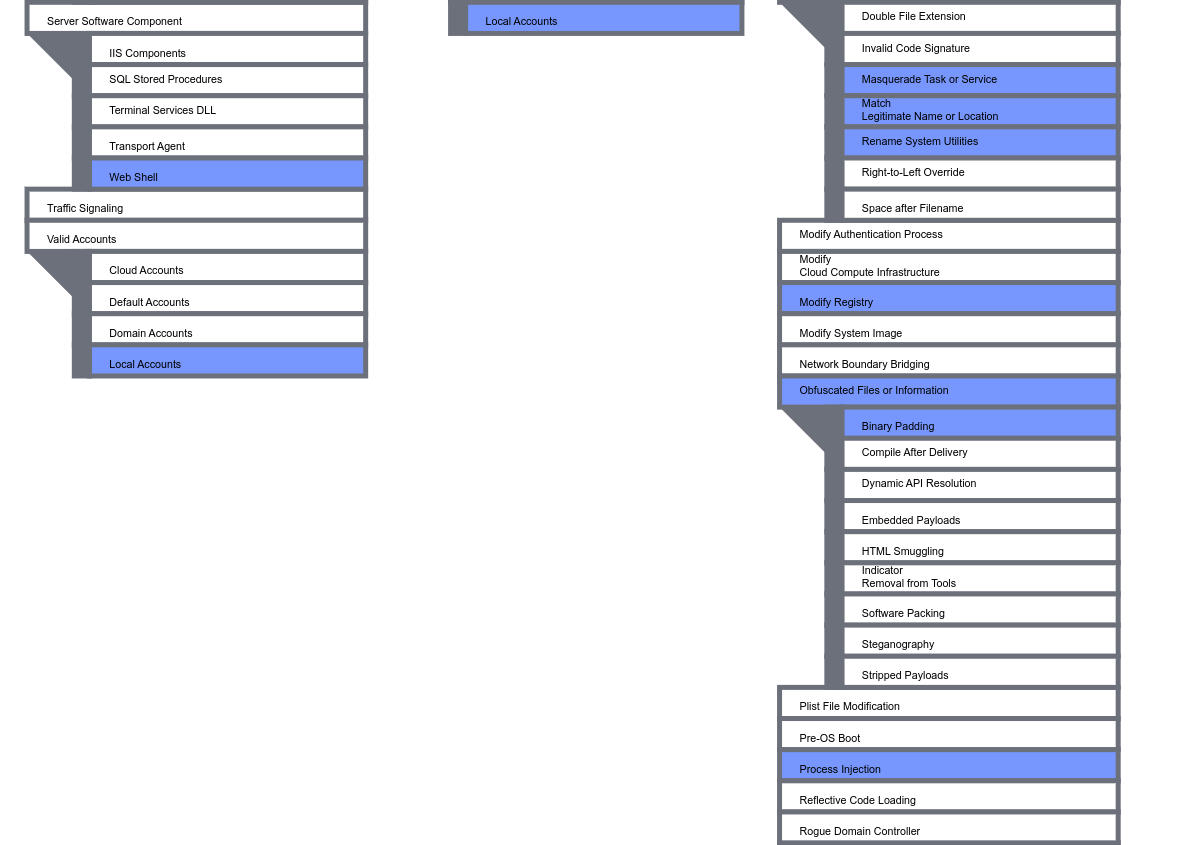 Server Software Component
IIS Components
SQL Stored Procedures
Terminal Services DLL
Transport Agent
Web Shell
Traffic Signaling
Valid Accounts
Cloud Accounts
Default Accounts
Domain Accounts
Local Accounts
Local Accounts
Double File Extension
Invalid Code Signature
Masquerade Task or Service
Match
Legitimate Name or Location
Rename System Utilities
Right-to-Left Override
Space after Filename
Modify Authentication Process
Modify
Cloud Compute Infrastructure
Modify Registry
Modify System Image
Network Boundary Bridging
Obfuscated Files or Information
Binary Padding
Compile After Delivery
Dynamic API Resolution
Embedded Payloads
HTML Smuggling
Indicator
Removal from Tools
Software Packing
Steganography
Stripped Payloads
Plist File Modification
Pre-OS Boot
Process Injection
Reflective Code Loading
Rogue Domain Controller